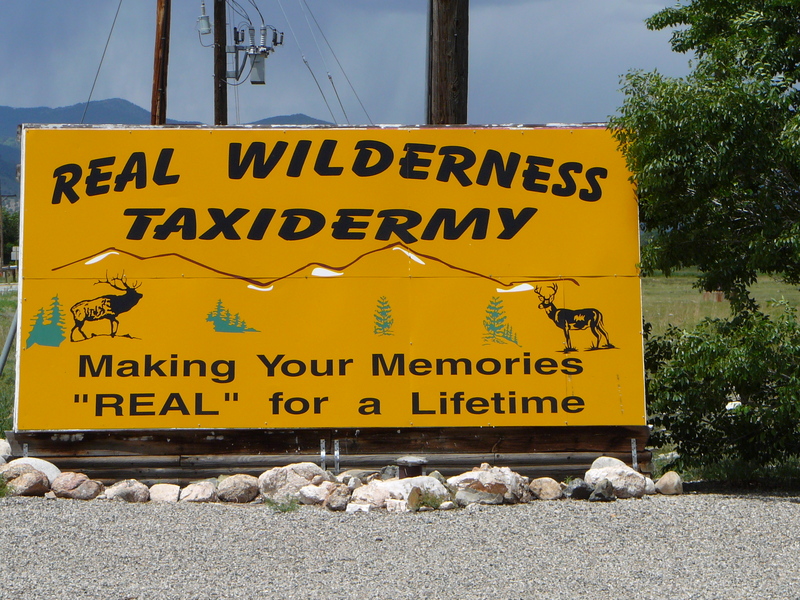 REAL WILDERNESS
TAXIDERMY
Making Your Memories
"REAL" for a Lifetime